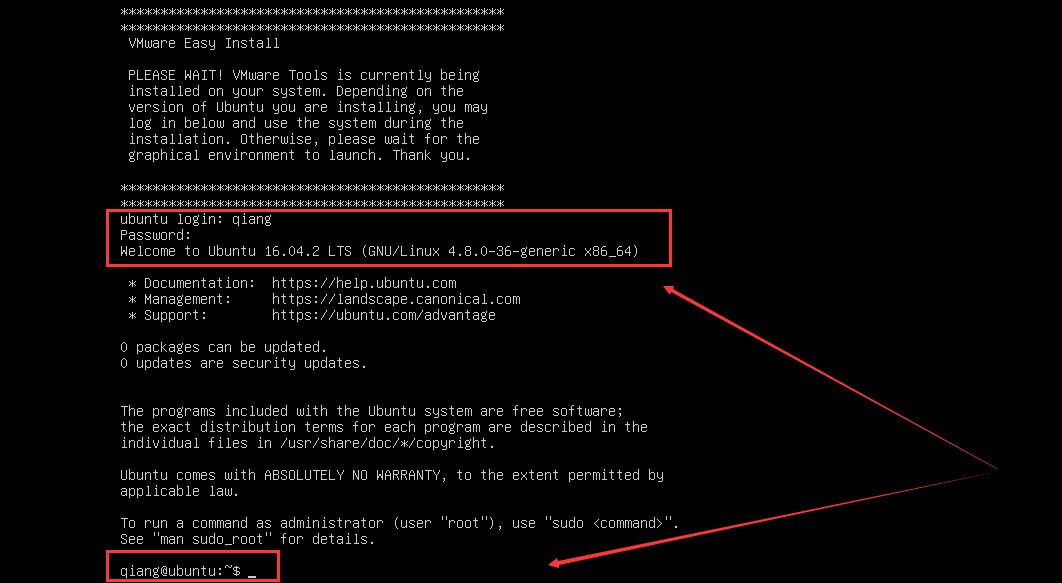 ************************************************
************************************************
VMware Easy Install
PLEASE WAIT! VMware Tools is currently being
installed on your system. Depending on the
version of Ubuntu you are installing, you may
log in below and use the system during the
installation. Otherwise, please wait for the
graphical environment to launch. Thank you.
************************************************
************************************************
ubuntu login: qiang
Password:
Welcome to Ubuntu 16.04.2 LTS (GNU/Linux 4.8.0-36-generic x86_64)
* Documentation:  https://help.ubuntu.com
* Management:     https://landscape.canonical.com
* Support:        https://ubuntu.com/advantage
0 packages can be updated.
0 updates are security updates.
The programs included with the Ubuntu system are free software;
the exact distribution terms for each program are described in the
individual files in /usr/share/doc/*/copyright.
Ubuntu comes with ABSOLUTELY NO WARRANTY, to the extent permitted by
applicable law.
To run a command as administrator (user "root"), use "sudo <command>".
See "man sudo_root" for details.
qiang@ubuntu:~$ _